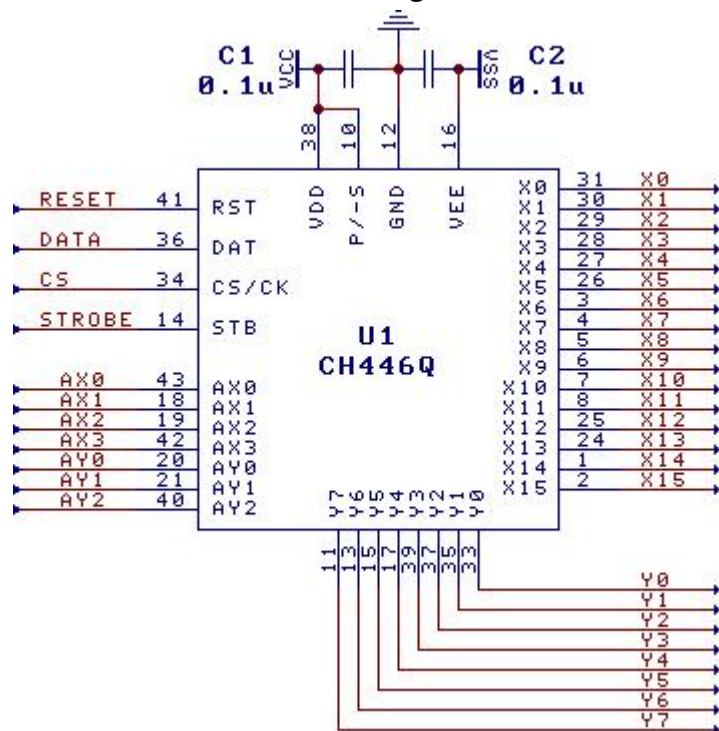 C1
0.1u
VCC
VSS
C2
0.1u
38
10
12
16
VDD
P/-S
GND
VEE
RESET 41 RST
DATA 36 DAT
CS 34 CS/CK
STROBE 14 STB
U1
CH446Q
AX0 43 AX0
AX1 18 AX1
AX2 19 AX2
AX3 42 AX3
AY0 20 AY0
AY1 21 AY1
AY2 40 AY2
X0 31 X0
X1 30 X1
X2 29 X2
X3 28 X3
X4 27 X4
X5 26 X5
X6 3 X6
X7 4 X7
X8 5 X8
X9 6 X9
X10 7 X10
X11 8 X11
X12 25 X12
X13 24 X13
X14 1 X14
X15 2 X15
Y7 Y6 Y5 Y4 Y3 Y2 Y1 Y0
11 13 15 17 39 37 35 33
Y0
Y1
Y2
Y3
Y4
Y5
Y6
Y7